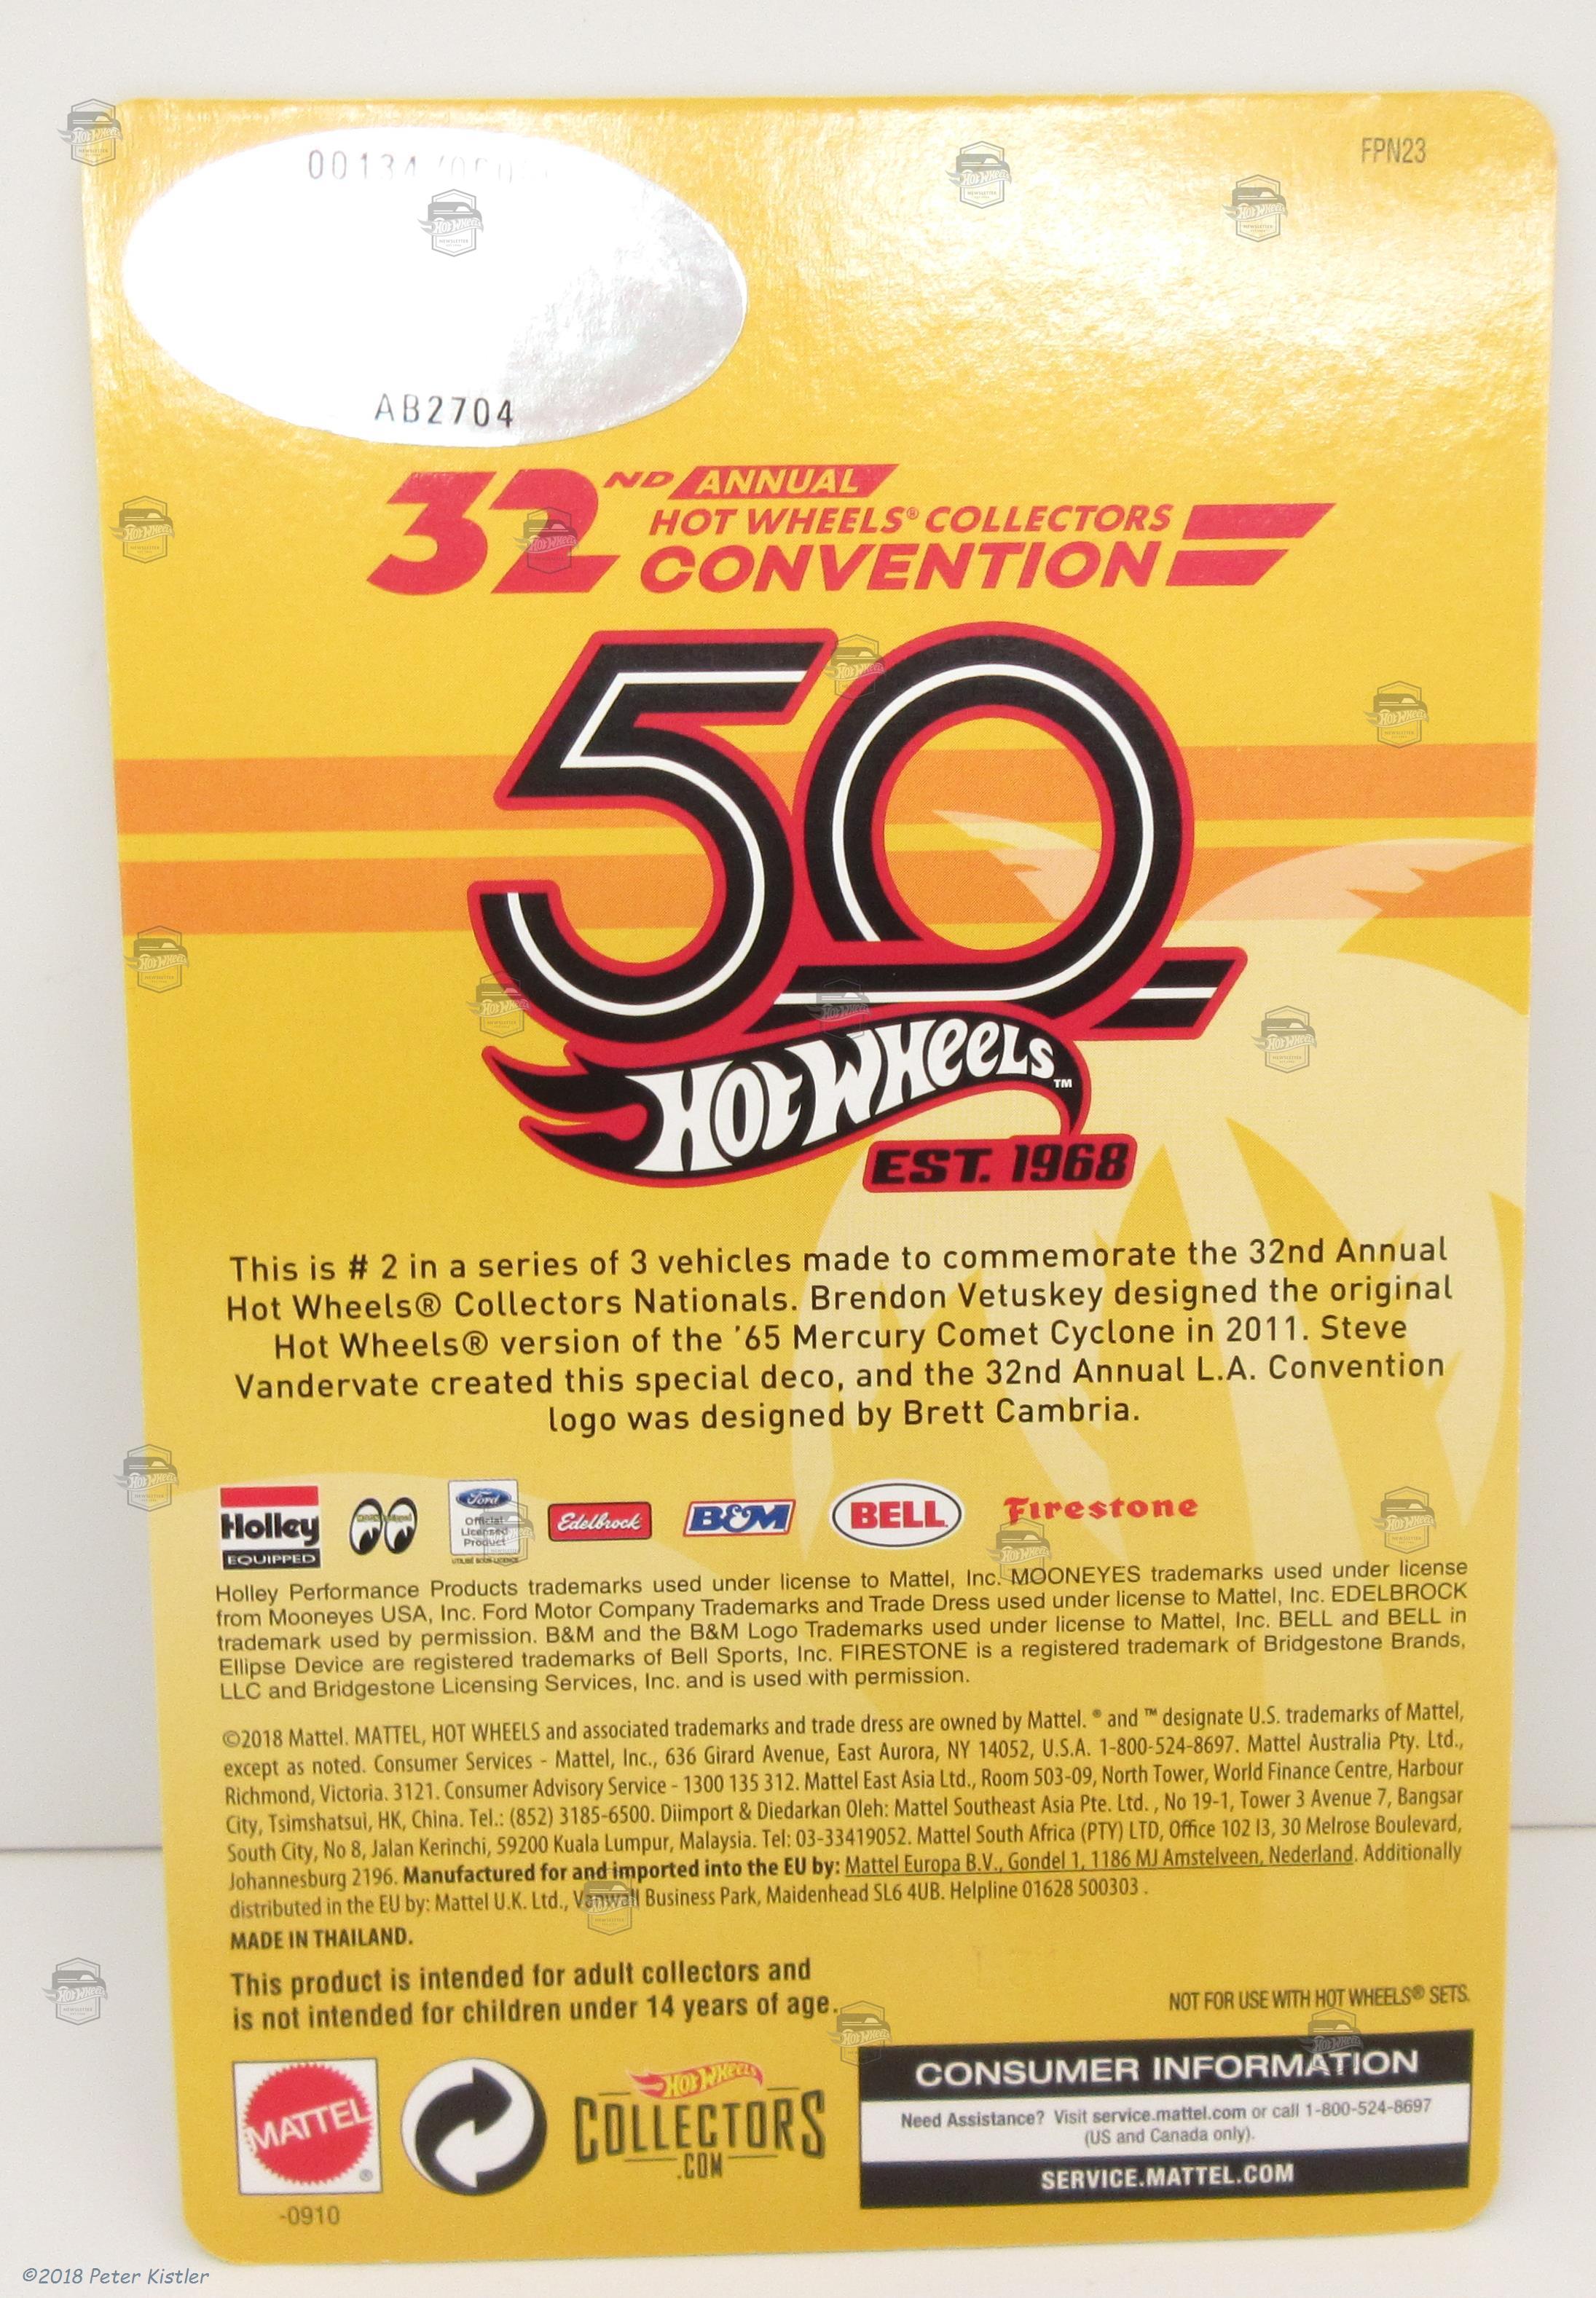 00134
FPN23
AB2704
32ND ANNUAL
HOT WHEELS® COLLECTORS
CONVENTION
50
HOT WHEELS™
EST. 1968
This is # 2 in a series of 3 vehicles made to commemorate the 32nd Annual
Hot Wheels® Collectors Nationals. Brendon Vetuskey designed the original
Hot Wheels® version of the '65 Mercury Comet Cyclone in 2011. Steve
Vandervate created this special deco, and the 32nd Annual L.A. Convention
logo was designed by Brett Cambria.
Holley EQUIPPED
Ford Official Licensed Product
UTILISÉ SOUS LICENCE
Edelbrock
B&M
BELL
Firestone
Holley Performance Products trademarks used under license to Mattel, Inc. MOONEYES trademarks used under license
from Mooneyes USA, Inc. Ford Motor Company Trademarks and Trade Dress used under license to Mattel, Inc. EDELBROCK
trademark used by permission. B&M and the B&M Logo Trademarks used under license to Mattel, Inc. BELL and BELL in
Ellipse Device are registered trademarks of Bell Sports, Inc. FIRESTONE is a registered trademark of Bridgestone Brands,
LLC and Bridgestone Licensing Services, Inc. and is used with permission.
©2018 Mattel. MATTEL, HOT WHEELS and associated trademarks and trade dress are owned by Mattel. ® and ™ designate U.S. trademarks of Mattel,
except as noted. Consumer Services - Mattel, Inc., 636 Girard Avenue, East Aurora, NY 14052, U.S.A. 1-800-524-8697. Mattel Australia Pty. Ltd.,
Richmond, Victoria. 3121. Consumer Advisory Service - 1300 135 312. Mattel East Asia Ltd., Room 503-09, North Tower, World Finance Centre, Harbour
City, Tsimshatsui, HK, China. Tel.: (852) 3185-6500. Diimport & Diedarkan Oleh: Mattel Southeast Asia Pte. Ltd. , No 19-1, Tower 3 Avenue 7, Bangsar
South City, No 8, Jalan Kerinchi, 59200 Kuala Lumpur, Malaysia. Tel: 03-33419052. Mattel South Africa (PTY) LTD, Office 102 I3, 30 Melrose Boulevard,
Johannesburg 2196. Manufactured for and imported into the EU by: Mattel Europa B.V., Gondel 1, 1186 MJ Amstelveen, Nederland. Additionally
distributed in the EU by: Mattel U.K. Ltd., Vanwall Business Park, Maidenhead SL6 4UB. Helpline 01628 500303 .
MADE IN THAILAND.
This product is intended for adult collectors and
is not intended for children under 14 years of age.
NOT FOR USE WITH HOT WHEELS® SETS.
MATTEL®
-0910
HOT WHEELS
COLLECTORS
.COM
CONSUMER INFORMATION
Need Assistance? Visit service.mattel.com or call 1-800-524-8697
(US and Canada only).
SERVICE.MATTEL.COM
©2018 Peter Kistler